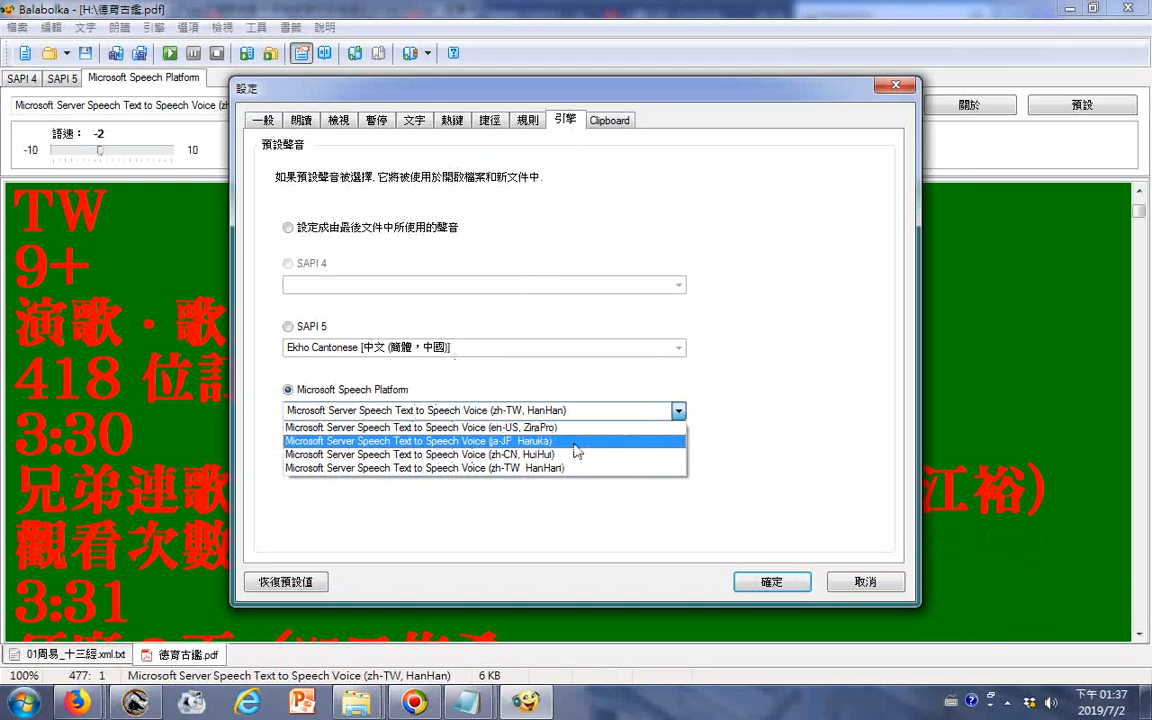 Balabolka - [H:\德育古鑑.pdf]
檔案 編輯 文字 朗讀 引擎 選項 檢視 工具 書籤 說明
SAPI 4 SAPI 5 Microsoft Speech Platform
Microsoft Server Speech Text to Speech Voice (zh
關於 預設
語速： -2
-10 10
設定
一般 朗讀 檢視 暫停 文字 熱鍵 捷徑 規則 引擎 Clipboard
預設聲音
如果預設聲音被選擇, 它將被使用於開啟檔案和新文件中.
設定成由最後文件中所使用的聲音
SAPI 4
SAPI 5
Ekho Cantonese [中文 (簡體，中國)]
Microsoft Speech Platform
Microsoft Server Speech Text to Speech Voice (zh-TW, HanHan)
Microsoft Server Speech Text to Speech Voice (en-US, ZiraPro)
Microsoft Server Speech Text to Speech Voice (ja-JP, Haruka)
Microsoft Server Speech Text to Speech Voice (zh-CN, HuiHui)
Microsoft Server Speech Text to Speech Voice (zh-TW, HanHan)
恢復預設值 確定 取消
TW
9+
演歌．歌
418 位訂
3:30
兄弟連歌 江裕)
觀看次數
3:31
01周易_十三經.xml.txt 德育古鑑.pdf
100% 477: 1 Microsoft Server Speech Text to Speech Voice (zh-TW, HanHan) 6 KB
下午 01:37
2019/7/2